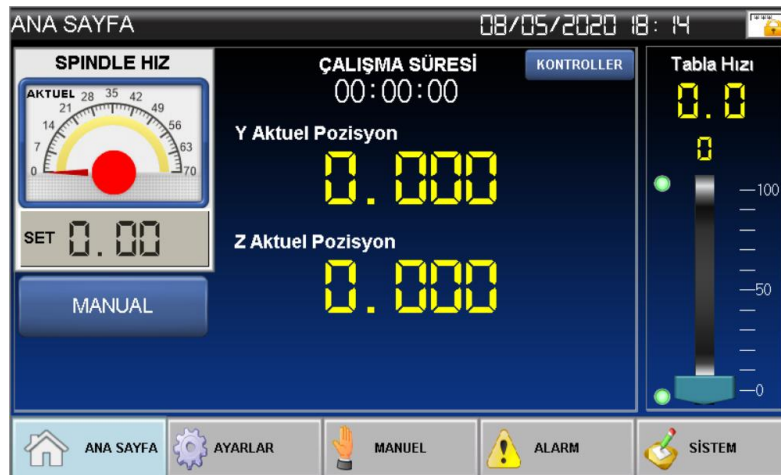 ANA SAYFA
08/05/2020 18:14
SPINDLE HIZ
AKTUEL
0 7 14 21 28 35 42 49 56 63 70
SET 0.00
MANUAL
ÇALIŞMA SÜRESİ
00:00:00
KONTROLLER
Y Aktuel Pozisyon
0.000
Z Aktuel Pozisyon
0.000
Tabla Hızı
0.0
0
100
50
0
ANA SAYFA
AYARLAR
MANUEL
ALARM
SİSTEM